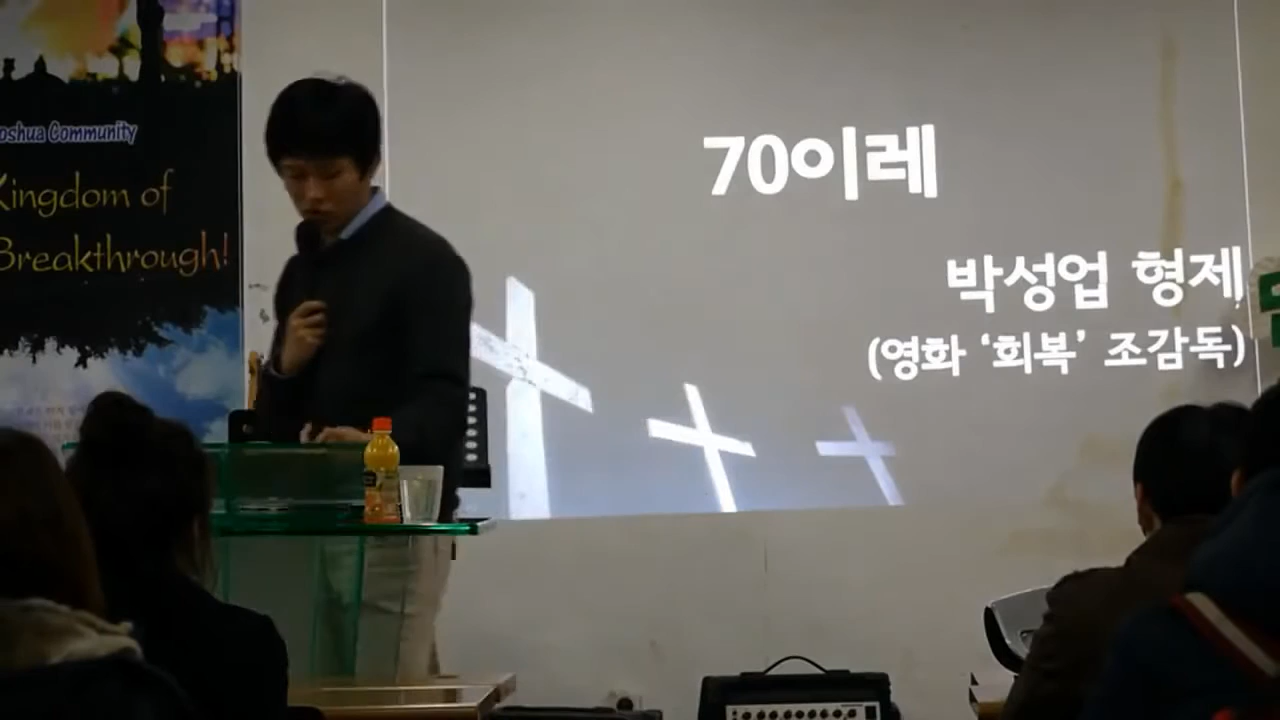 oshua Community
Kingdom of
Breakthrough!
70이레
박성업 형제
(영화 '회복' 조감독)